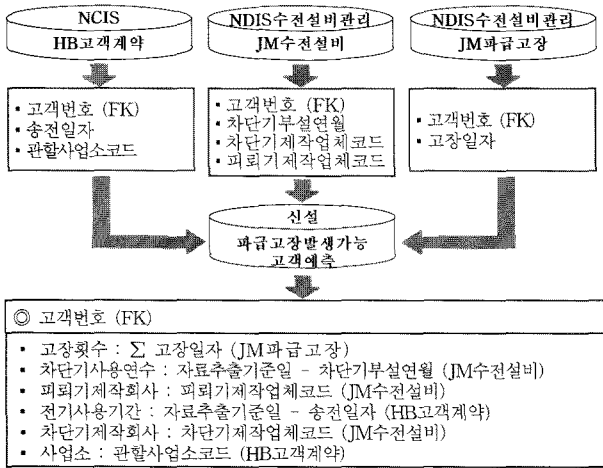 NCIS
HB고객계약
NDIS수전설비관리
JM수전설비
NDIS수전설비관리
JM파급고장
▪ 고객번호 (FK)
▪ 송전일자
▪ 관할사업소코드
▪ 고객번호 (FK)
▪ 차단기부설연월
▪ 차단기제작업체코드
▪ 피뢰기제작업체코드
▪ 고객번호 (FK)
▪ 고장일자
신설
파급고장발생가능
고객예측
◎ 고객번호 (FK)
▪ 고장횟수 : ∑ 고장일자 (JM파급고장)
▪ 차단기사용연수 : 자료추출기준일 - 차단기부설연월 (JM수전설비)
▪ 피뢰기제작회사 : 피뢰기제작업체코드 (JM수전설비)
▪ 전기사용기간 : 자료추출기준일 - 송전일자 (HB고객계약)
▪ 차단기제작회사 : 차단기제작업체코드 (JM수전설비)
▪ 사업소 : 관할사업소코드 (HB고객계약)